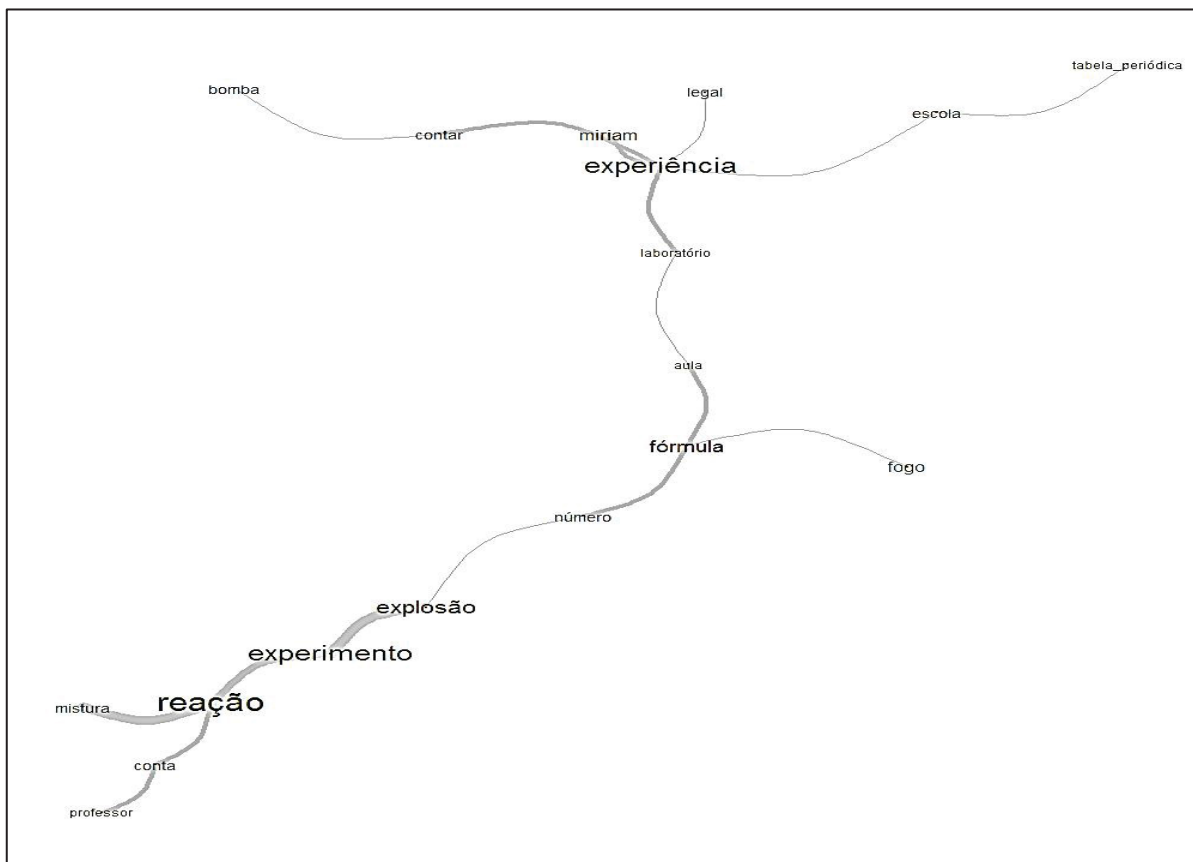 tabela_periódica
bomba
legal
escola
contar
miriam
experiência
laboratório
aula
fórmula
fogo
número
explosão
experimento
reação
mistura
conta
professor